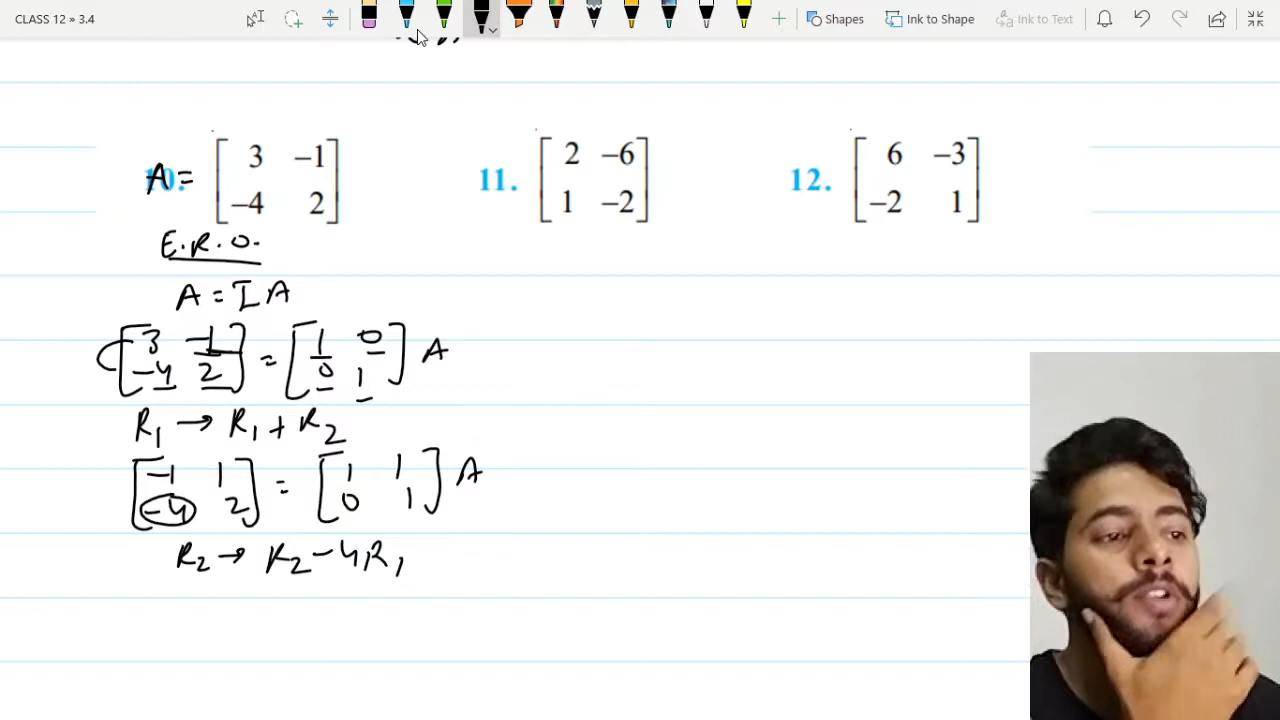 CLASS 12 » 3.4
Shapes
Ink to Shape
Ink to Text
A = [3 −1; −4 2]
11. [2 −6; 1 −2]
12. [6 −3; −2 1]
E.R.O.
A = IA
[3 −1; −4 2] = [1 0; 0 1] A
R₁ → R₁ + R₂
[−1 1; −4 2] = [1 1; 0 1] A
R₂ → R₂ − 4R₁